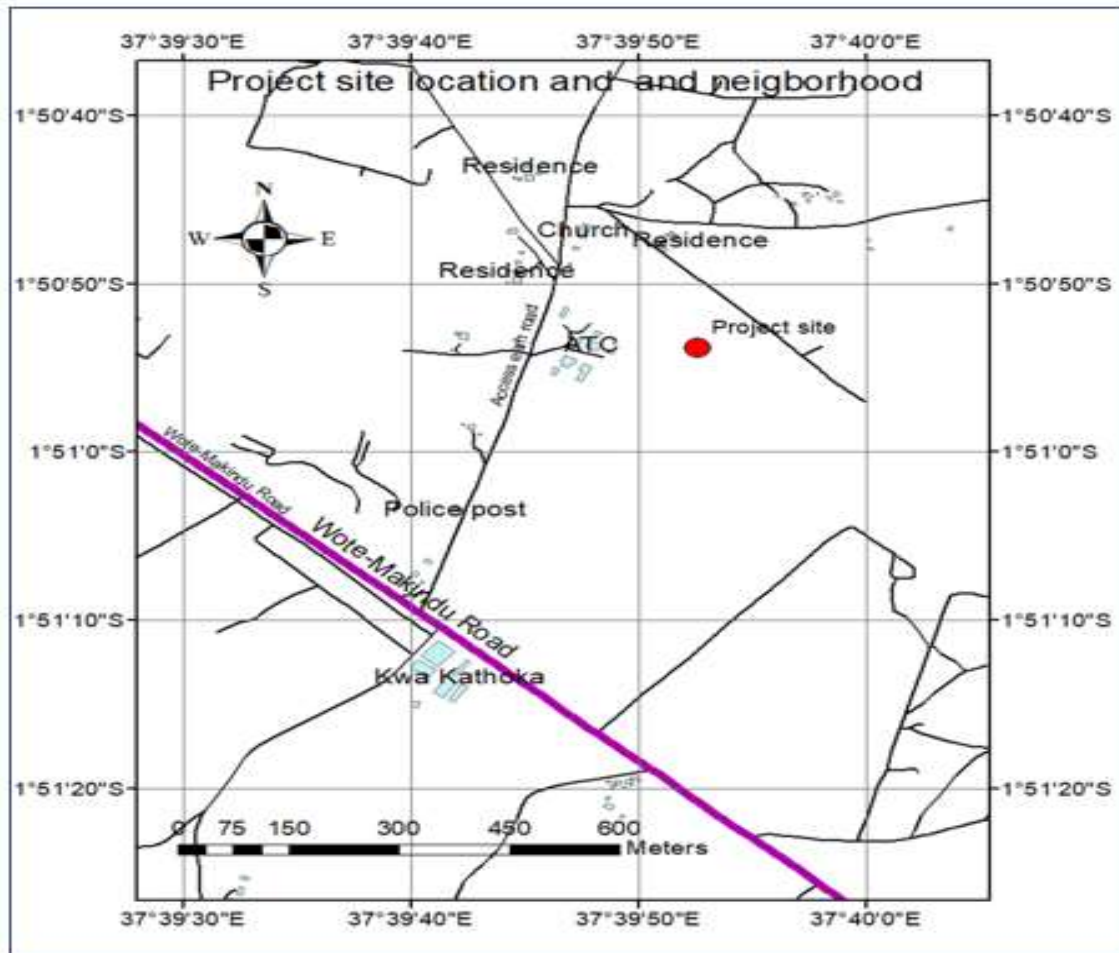 37°39'30"E 37°39'40"E 37°39'50"E 37°40'0"E
Project site location and and neigborhood
1°50'40"S 1°50'40"S
Residence
N
W E
S
Church
Residence
Residence
1°50'50"S 1°50'50"S
Project site
ATC
Access earth road
1°51'0"S 1°51'0"S
Wote-Makindu Road
Police post
Wote-Makindu Road
1°51'10"S 1°51'10"S
Kwa Kathoka
1°51'20"S 1°51'20"S
0 75 150 300 450 600
Meters
37°39'30"E 37°39'40"E 37°39'50"E 37°40'0"E